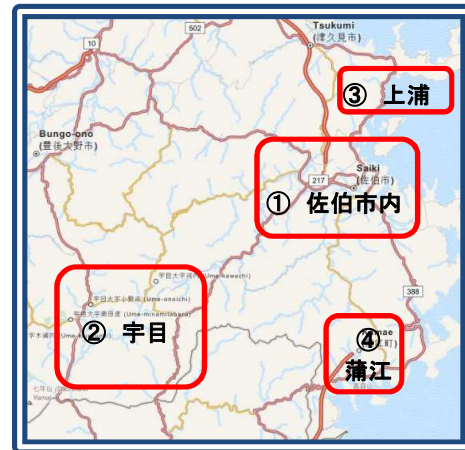 502
Tsukumi
(津久見市)
10
③ 上浦
Bungo-ono
(豊後大野市)
217
Saiki
(佐伯市)
① 佐伯市内
388
② 宇目
④
蒲江